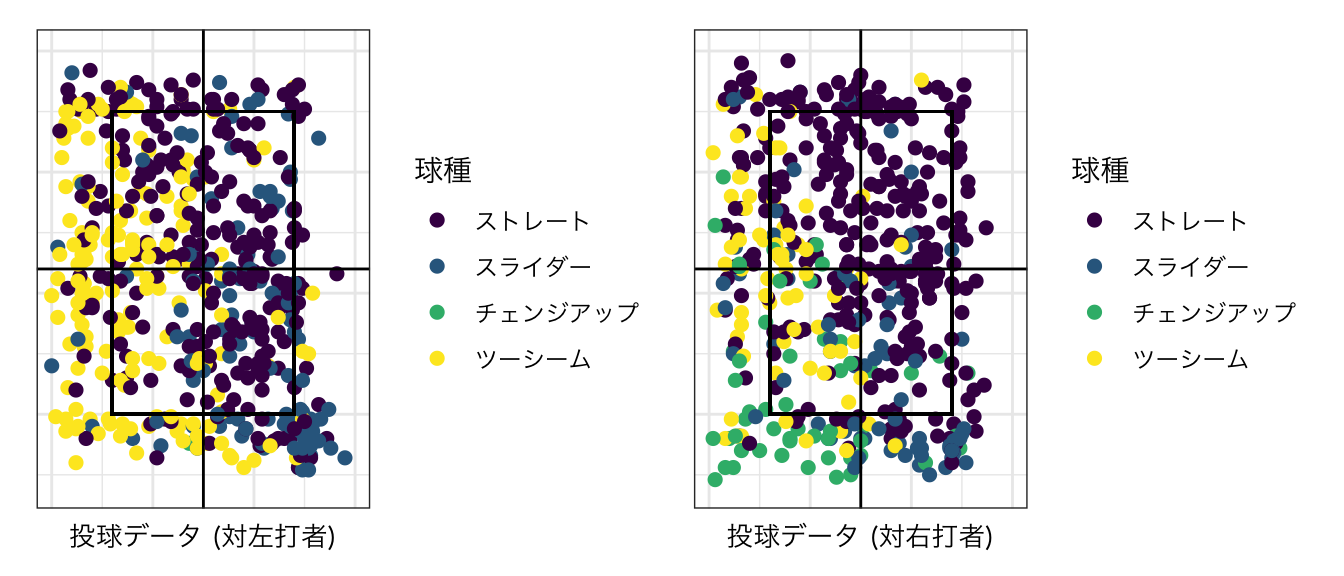 球種
ストレート
スライダー
チェンジアップ
ツーシーム
投球データ (対左打者)
球種
ストレート
スライダー
チェンジアップ
ツーシーム
投球データ (対右打者)